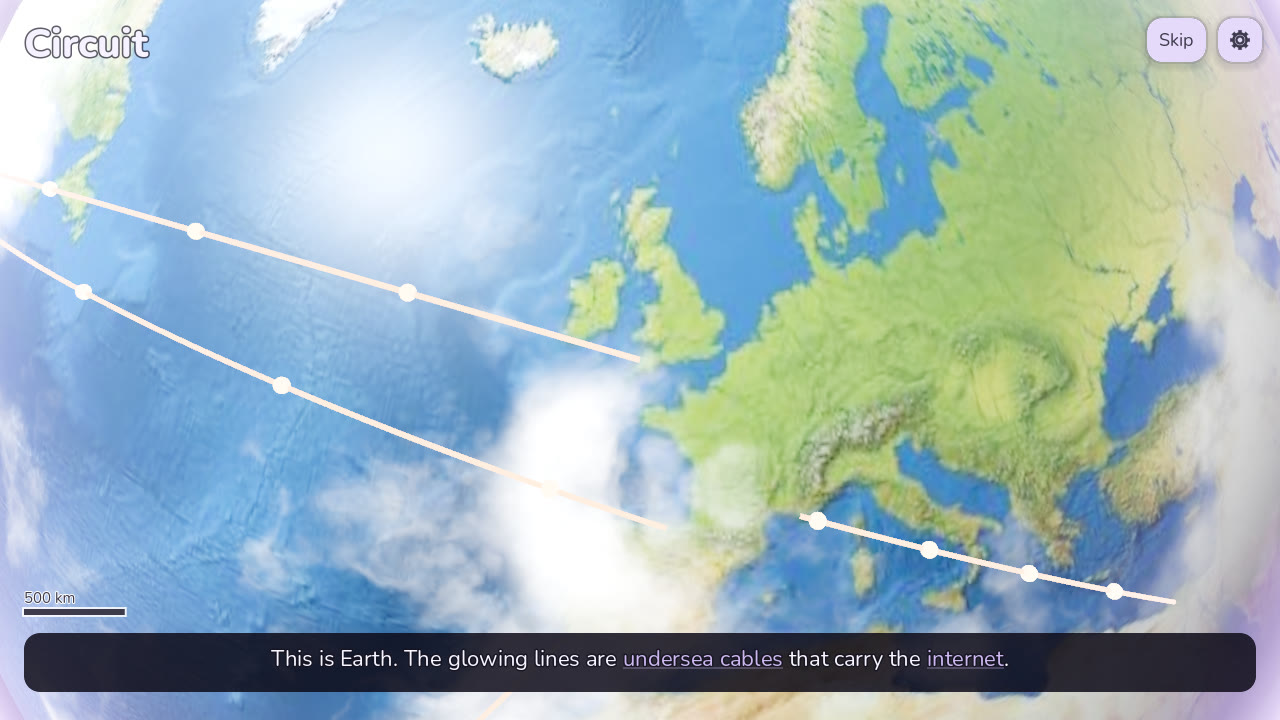 Circuit
Skip
500 km
This is Earth. The glowing lines are undersea cables that carry the internet.